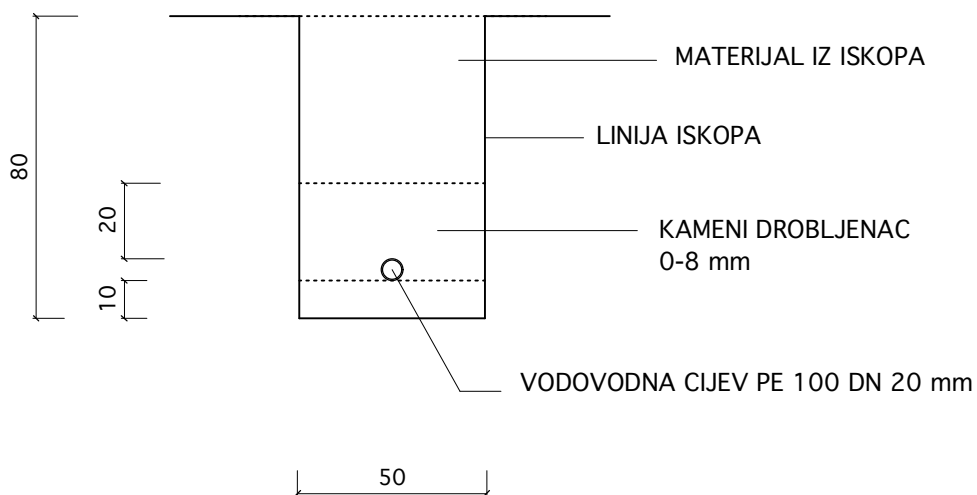 MATERIJAL IZ ISKOPA
LINIJA ISKOPA
80
20
KAMENI DROBLJENAC
0-8 mm
10
VODOVODNA CIJEV PE 100 DN 20 mm
50